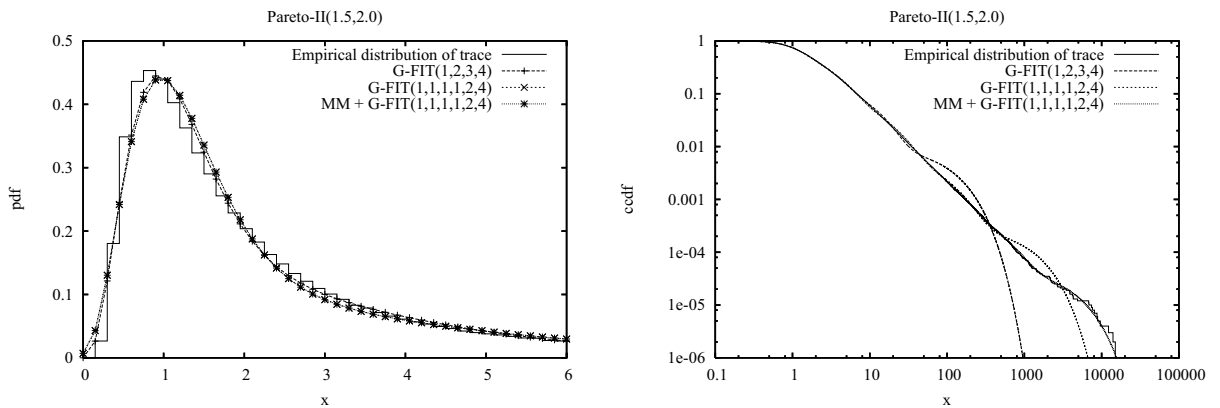 Pareto-II(1.5,2.0)
0.5
0.4
0.3
0.2
0.1
0
0 1 2 3 4 5 6
pdf
x
Empirical distribution of trace
G-FIT(1,2,3,4)
G-FIT(1,1,1,1,2,4)
MM + G-FIT(1,1,1,1,2,4)
Pareto-II(1.5,2.0)
1
0.1
0.01
0.001
1e-04
1e-05
1e-06
0.1 1 10 100 1000 10000 100000
ccdf
x
Empirical distribution of trace
G-FIT(1,2,3,4)
G-FIT(1,1,1,1,2,4)
MM + G-FIT(1,1,1,1,2,4)